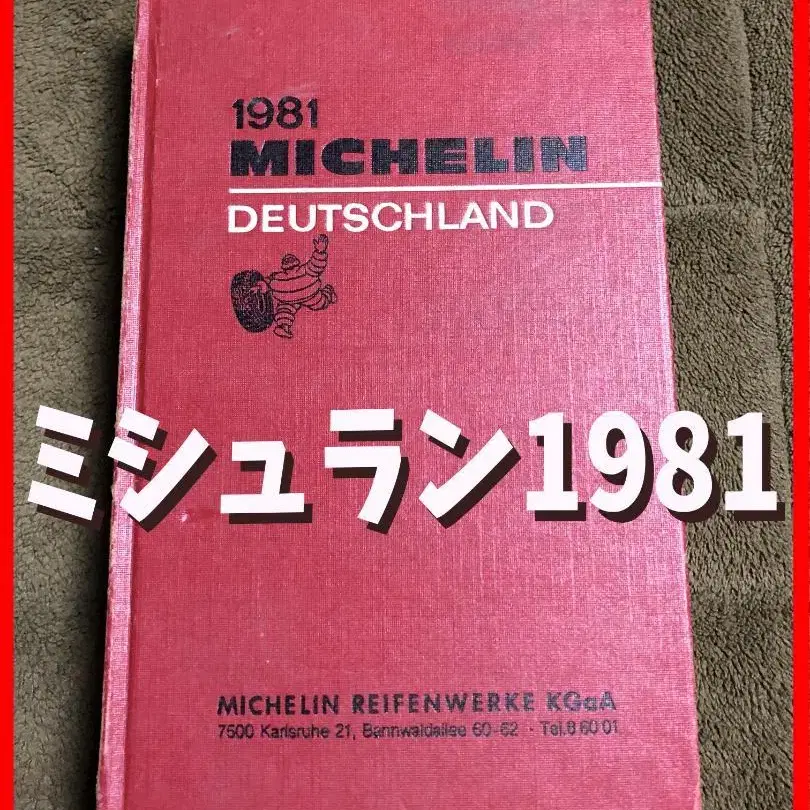 1981
MICHELIN
DEUTSCHLAND
ミシュラン1981
MICHELIN REIFENWERKE KGaA
7500 Karlsruhe 21, Bannwaldallee 60-62 · Tel.8 60 01